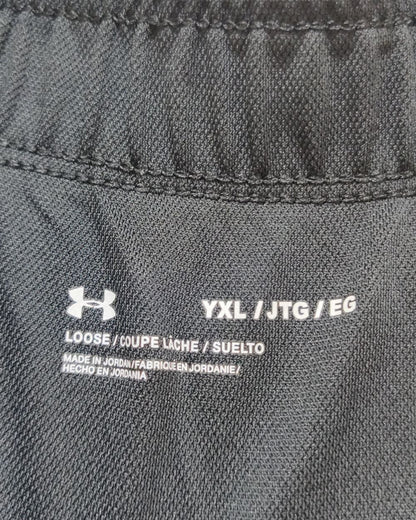 YXL / JTG / EG
LOOSE / COUPE LÂCHE / SUELTO
MADE IN JORDAN/FABRIQUE EN JORDANIE/
HECHO EN JORDANIA